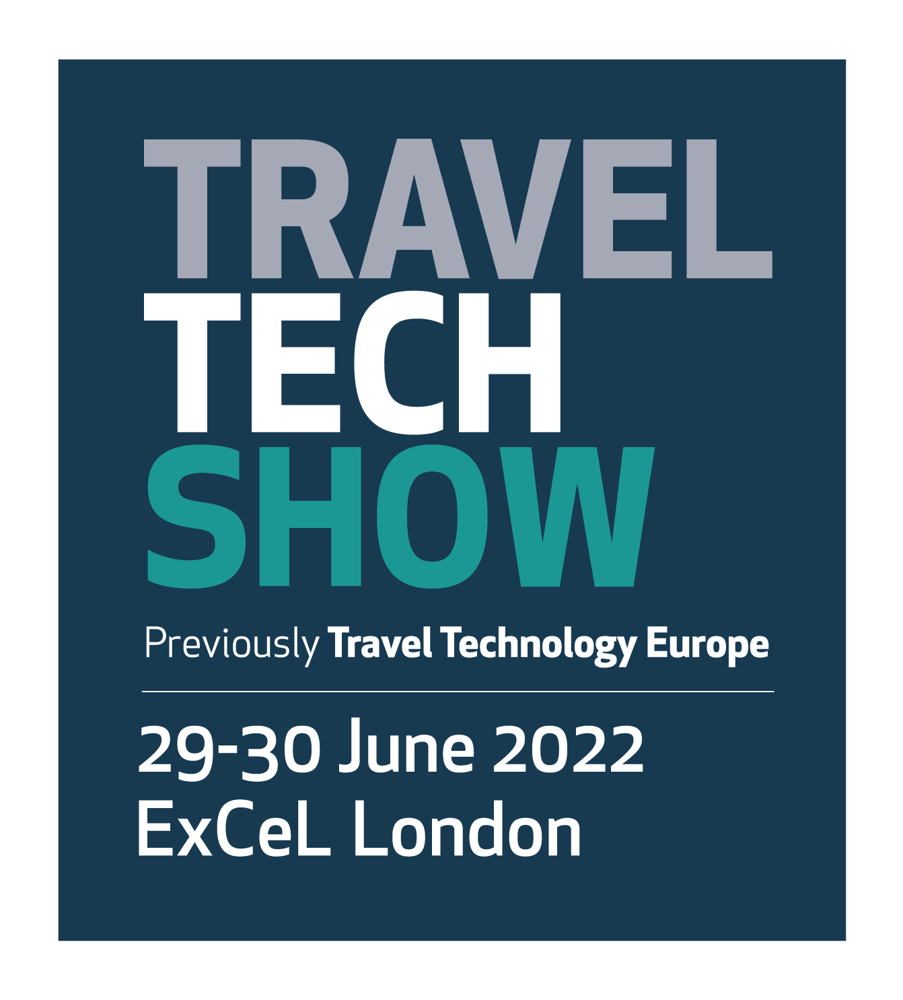 TRAVEL
TECH
SHOW
Previously Travel Technology Europe
29-30 June 2022
ExCeL London